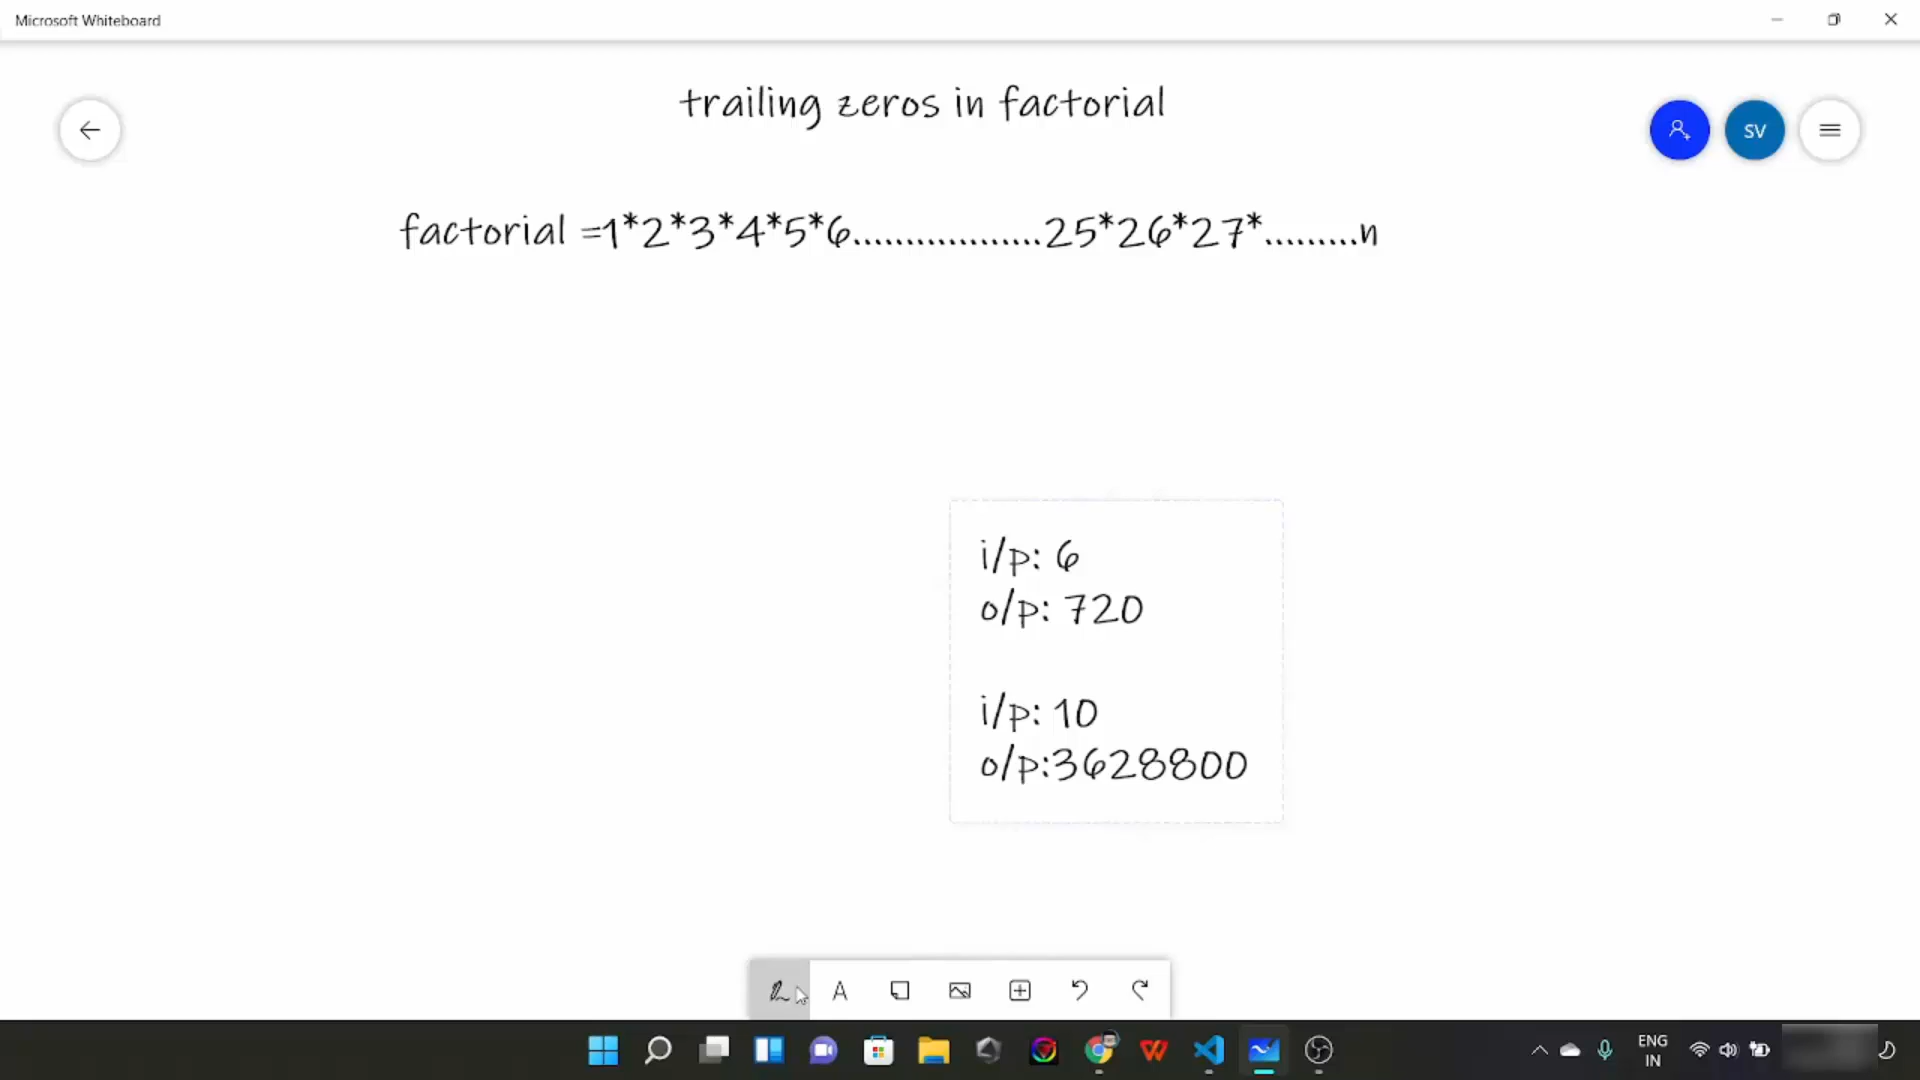 Microsoft Whiteboard
trailing zeros in factorial
SV
factorial =1*2*3*4*5*6..................25*26*27*.........n
i/p: 6
o/p: 720
i/p: 10
o/p:3628800
A
ENG
IN